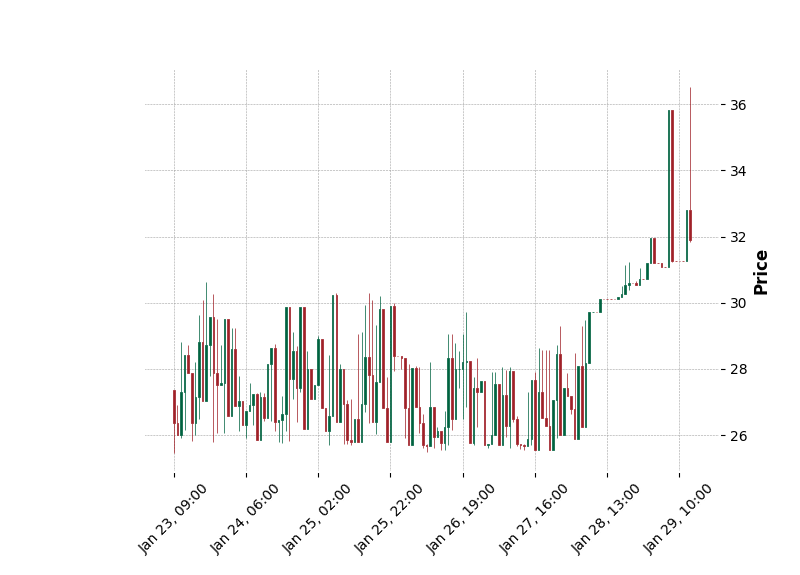 36
34
32
30
28
26
Price
Jan 23, 09:00
Jan 24, 06:00
Jan 25, 02:00
Jan 25, 22:00
Jan 26, 19:00
Jan 27, 16:00
Jan 28, 13:00
Jan 29, 10:00